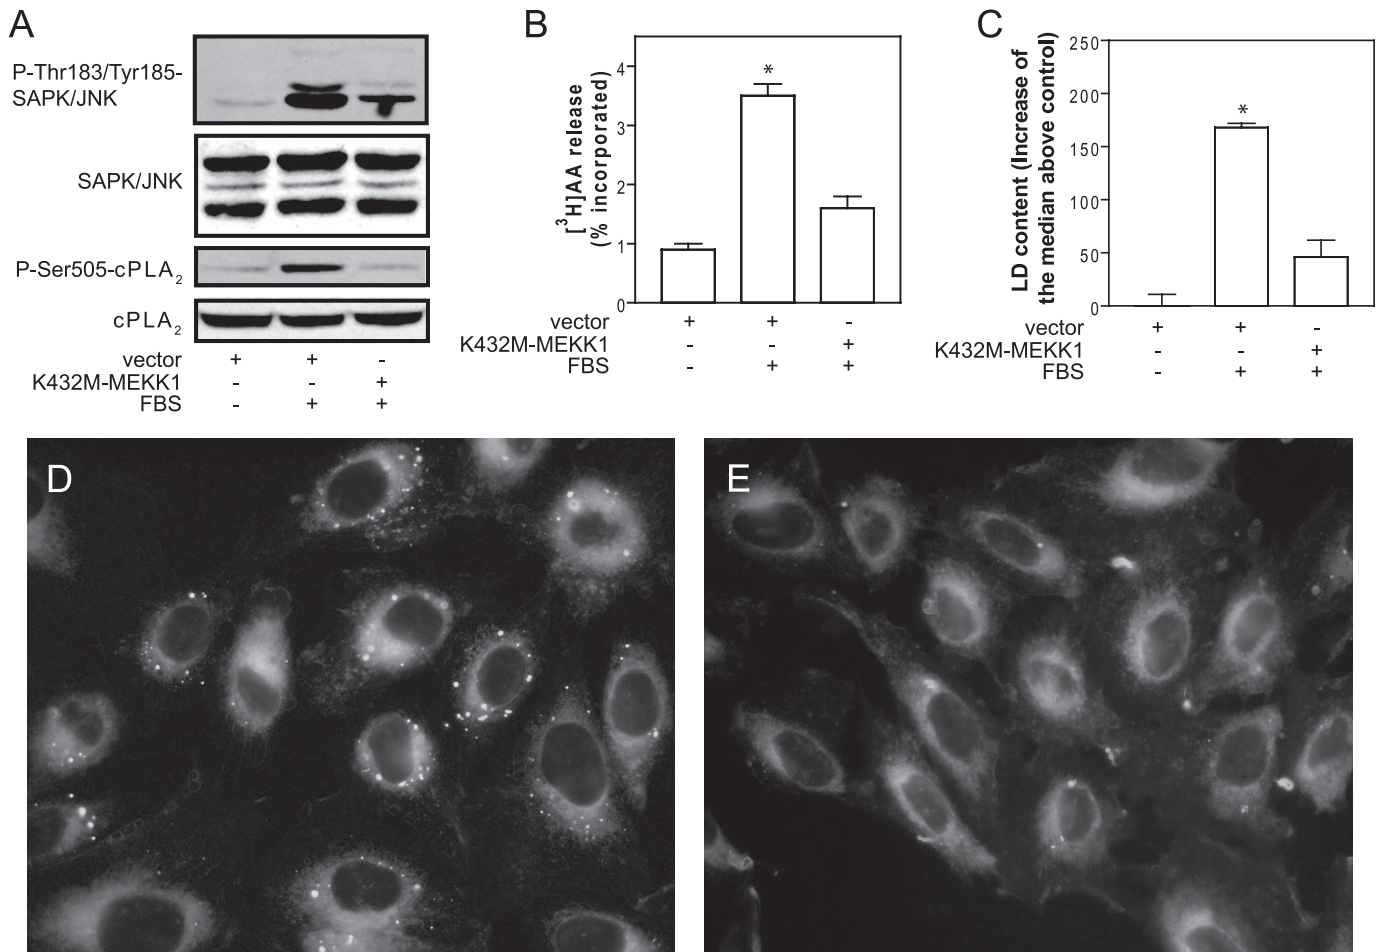 A
P-Thr183/Tyr185-
SAPK/JNK
SAPK/JNK
P-Ser505-cPLA2
cPLA2
vector + + -
K432M-MEKK1 - - +
FBS - + +
B
[3H]AA release
(% incorporated)
4
3
2
1
0
*
vector + + -
K432M-MEKK1 - - +
FBS - + +
C
LD content (Increase of
the median above control)
250
200
150
100
50
0
*
vector + + -
K432M-MEKK1 - - +
FBS - + +
D
E